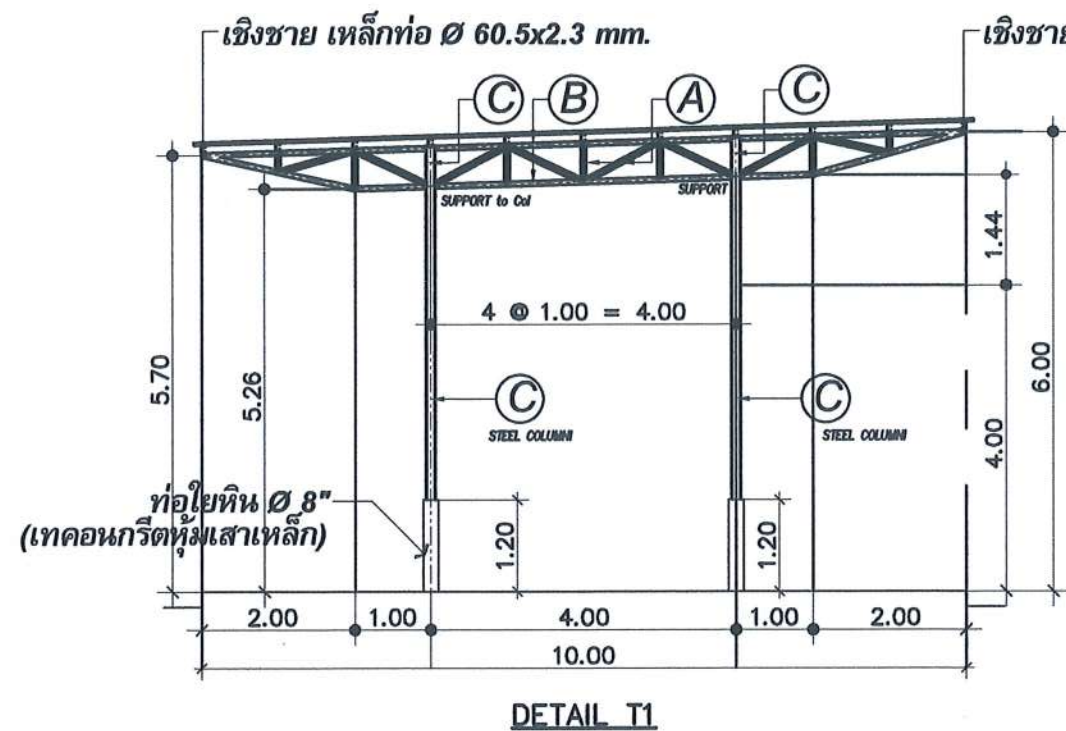 เชิงชาย เหล็กท่อ Ø 60.5x2.3 mm.
เชิงชาย
C
B
A
C
SUPPORT to Col
SUPPORT
1.44
4 @ 1.00 = 4.00
5.70
5.26
6.00
C
STEEL COLUMN
C
STEEL COLUMN
4.00
ท่อใยหิน Ø 8"
(เทคอนกรีตหุ้มเสาเหล็ก)
1.20
1.20
2.00
1.00
4.00
1.00
2.00
10.00
DETAIL T1